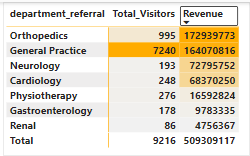 department_referral Total_Visitors Revenue
Orthopedics 995 172939773
General Practice 7240 164070816
Neurology 193 72795752
Cardiology 248 68370250
Physiotherapy 276 16592824
Gastroenterology 178 9783335
Renal 86 4756367
Total 9216 509309117